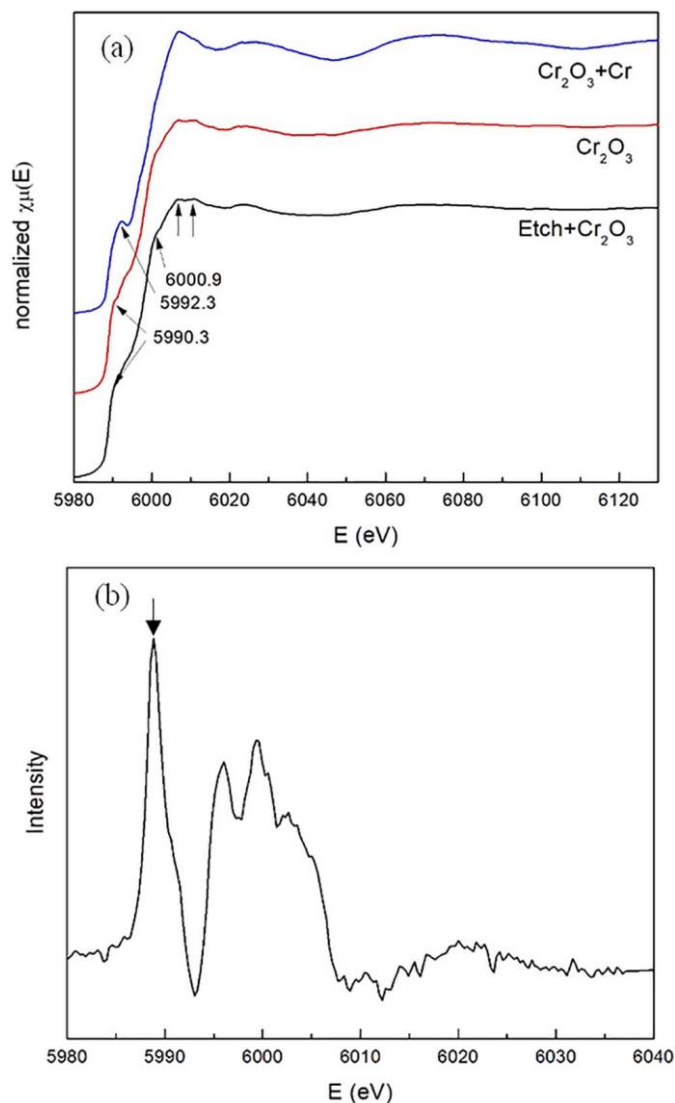 (a)
normalized χμ(E)
Cr₂O₃+Cr
Cr₂O₃
Etch+Cr₂O₃
6000.9
5992.3
5990.3
5980 6000 6020 6040 6060 6080 6100 6120
E (eV)
(b)
Intensity
5980 5990 6000 6010 6020 6030 6040
E (eV)